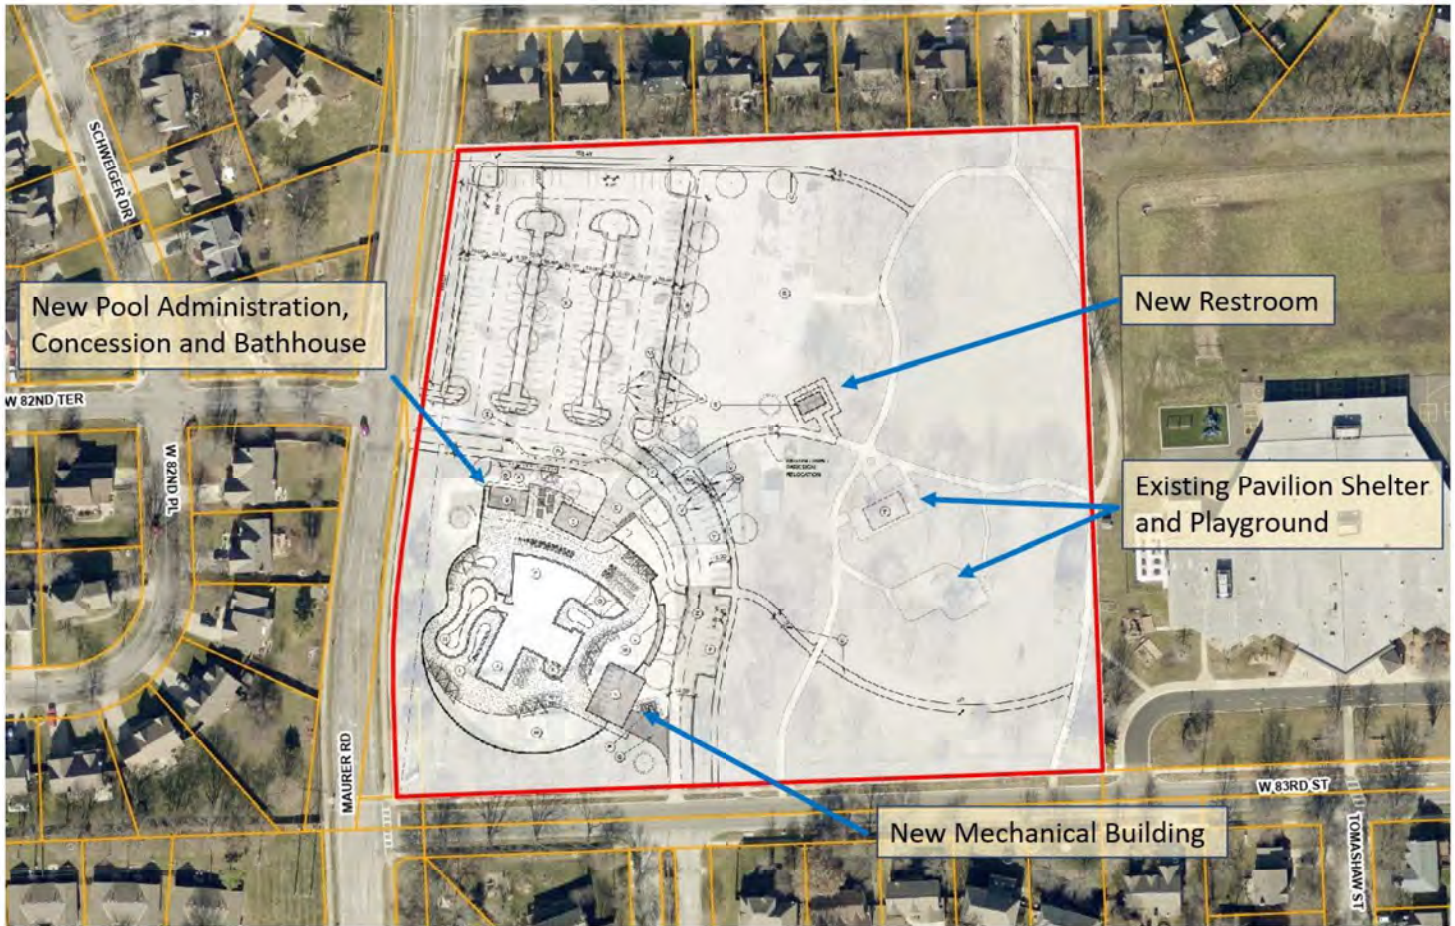 SCHWEIGER DR
New Pool Administration,
Concession and Bathhouse
New Restroom
W 82ND TER
W 82ND PL
Existing Pavilion Shelter
and Playground
MAURER RD
W 83RD ST
New Mechanical Building
TOMASHAW ST